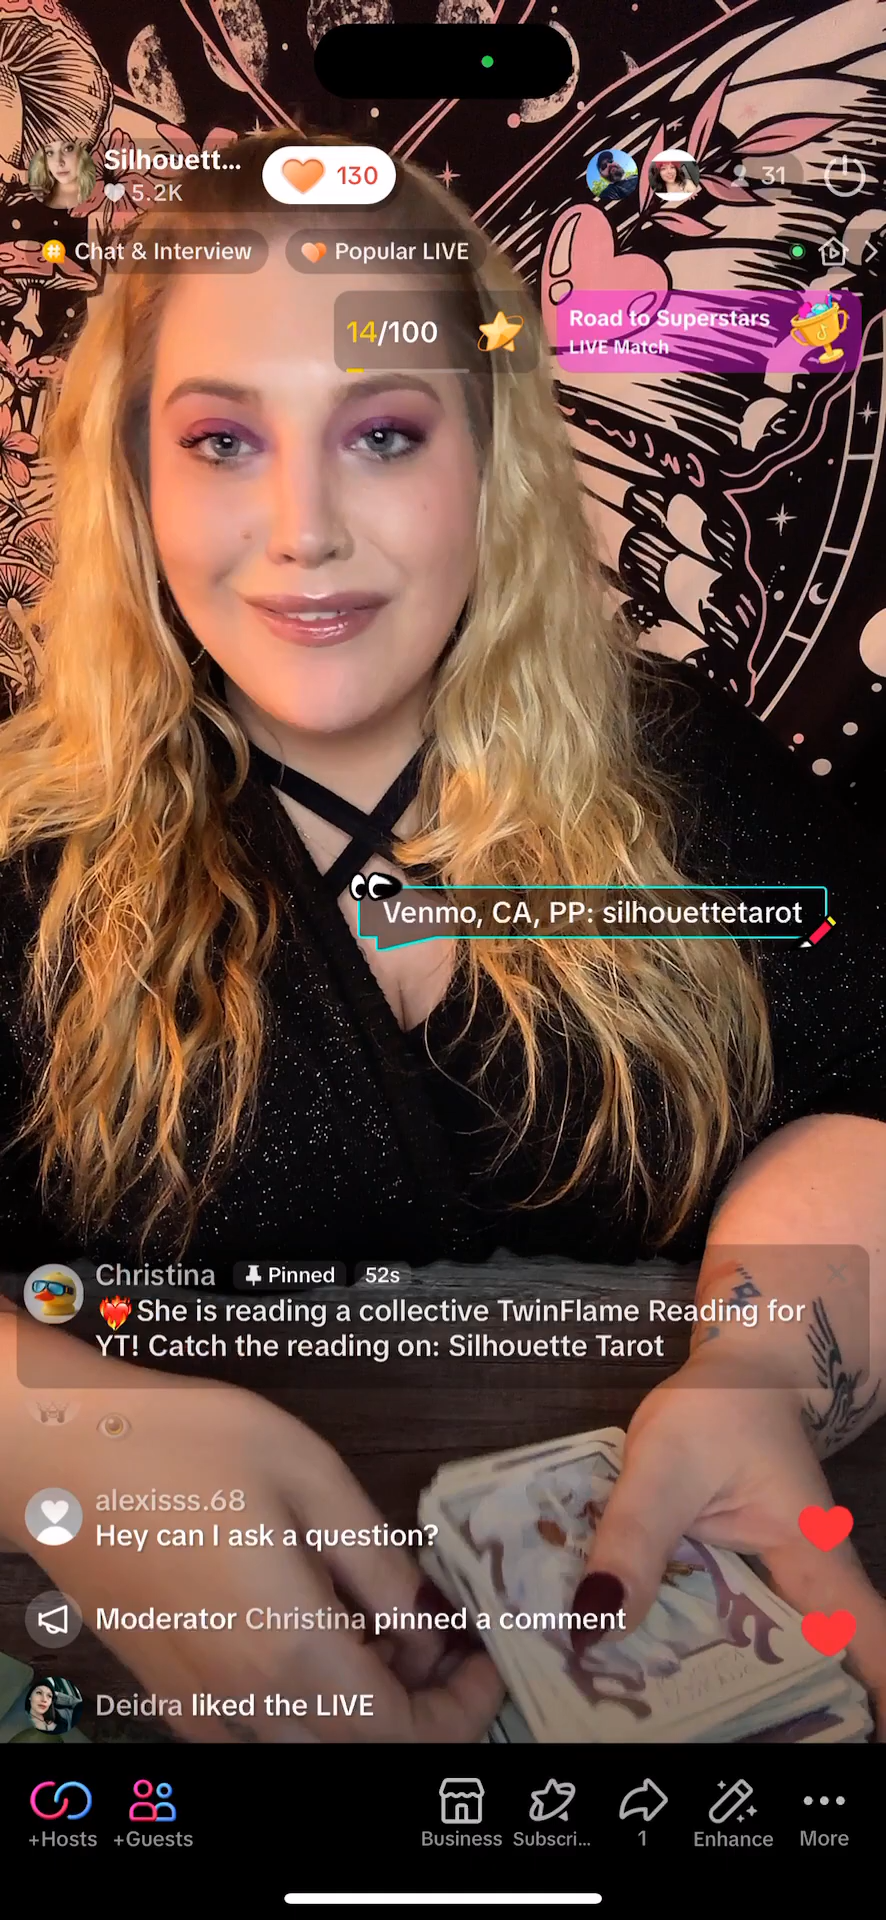 Silhouett...
5.2K
130
31
Chat & Interview
Popular LIVE
14/100
Road to Superstars
LIVE Match
Venmo, CA, PP: silhouettetarot
Christina Pinned 52s
❤️‍🔥She is reading a collective TwinFlame Reading for
YT! Catch the reading on: Silhouette Tarot
👁
alexisss.68
Hey can I ask a question?
Moderator Christina pinned a comment
Deidra liked the LIVE
+Hosts
+Guests
Business
Subscri...
1
Enhance
More